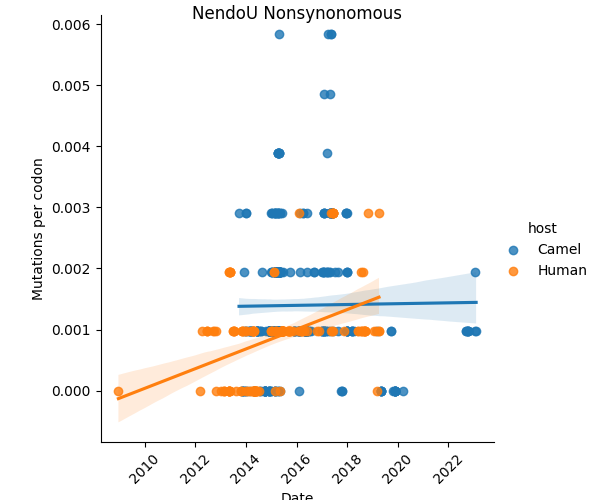 NendoU Nonsynonomous
0.006
0.005
0.004
0.003
0.002
0.001
0.000
Mutations per codon
2010
2012
2014
2016
2018
2020
2022
Date
host
Camel
Human